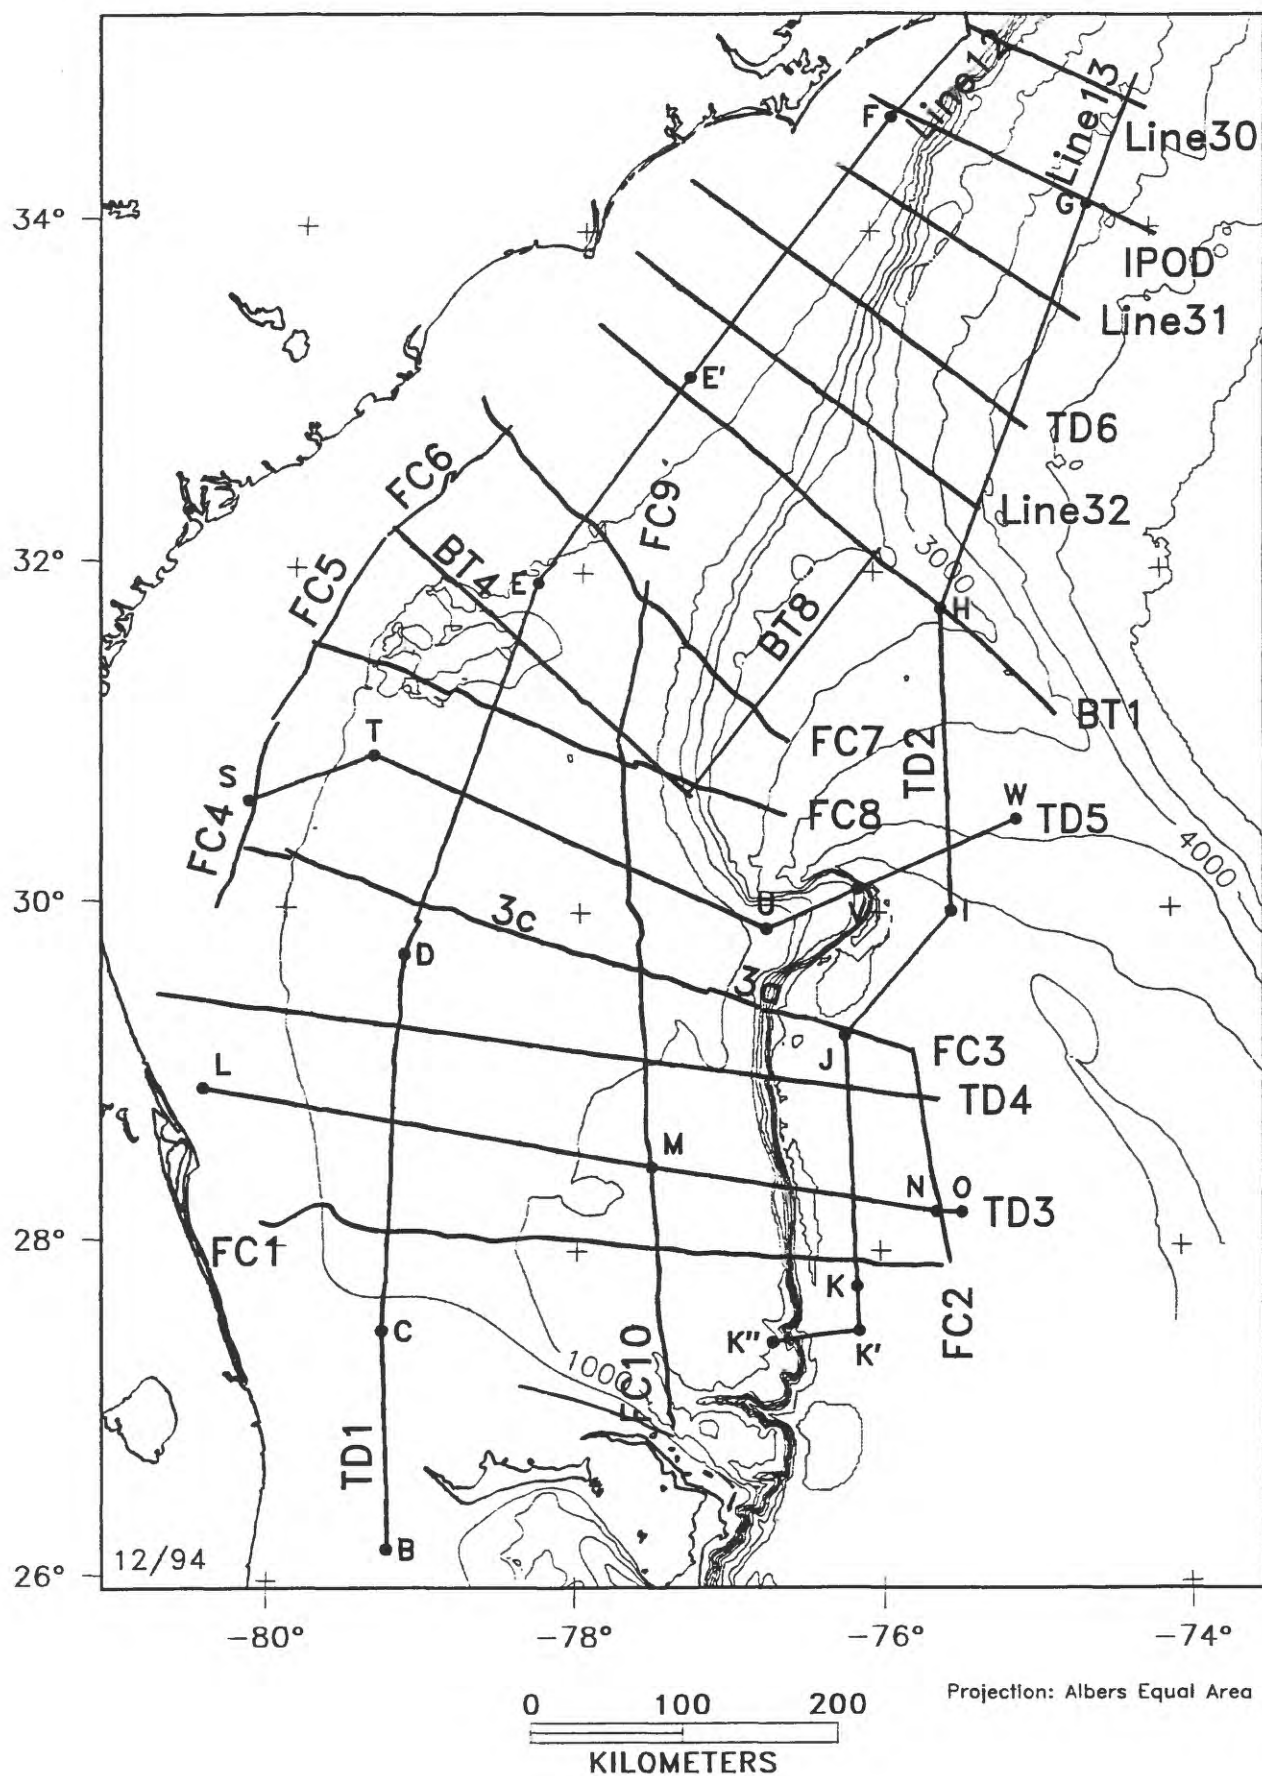 Line12
Line13
F
Line30
34°
G
IPOD
Line31
E'
TD6
FC6
FC9
Line32
3000
32°
BT4
E
FC5
BT8
H
BT1
T
FC7
TD2
S
W
FC8
TD5
FC4
4000
30°
U
V
I
3c
D
3
J
FC3
L
TD4
M
N
O
TD3
28°
FC1
K
FC2
C
K"
K'
1000
C10
TD1
12/94
B
26°
-80°
-78°
-76°
-74°
Projection: Albers Equal Area
0
100
200
KILOMETERS